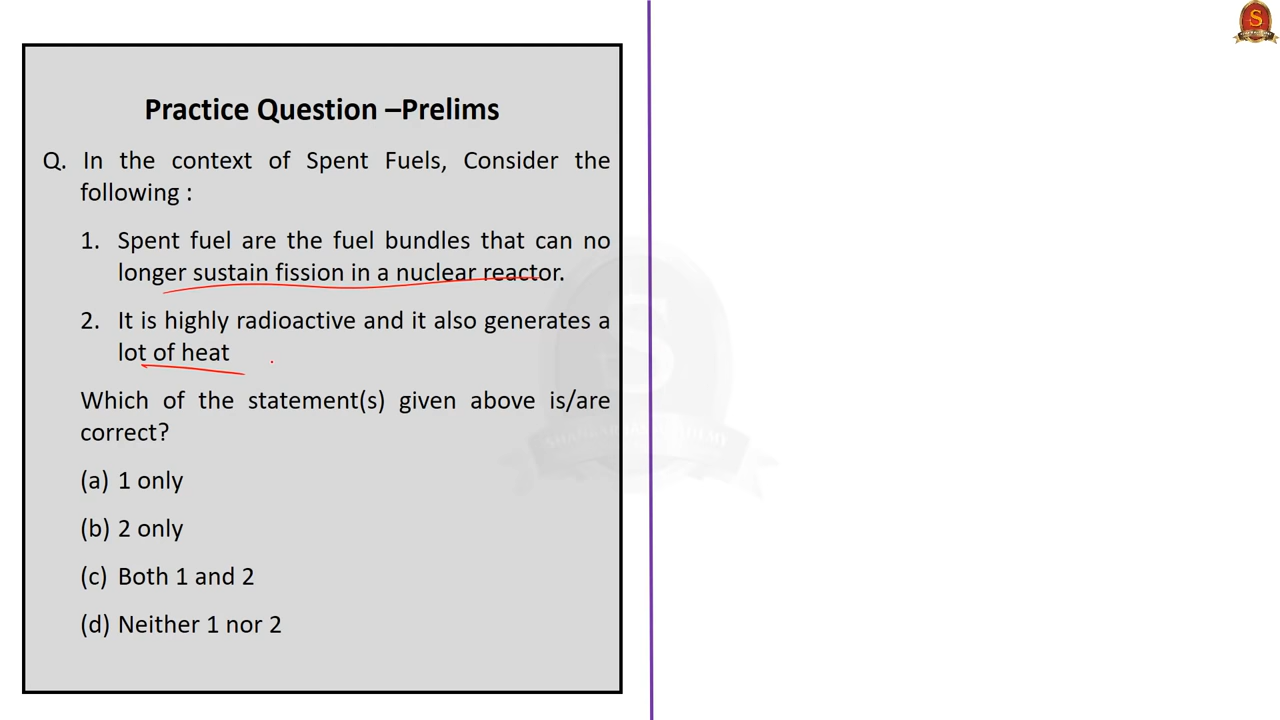 Practice Question –Prelims
Q. In the context of Spent Fuels, Consider the
following :
1. Spent fuel are the fuel bundles that can no
longer sustain fission in a nuclear reactor.
2. It is highly radioactive and it also generates a
lot of heat
Which of the statement(s) given above is/are
correct?
(a) 1 only
(b) 2 only
(c) Both 1 and 2
(d) Neither 1 nor 2
S